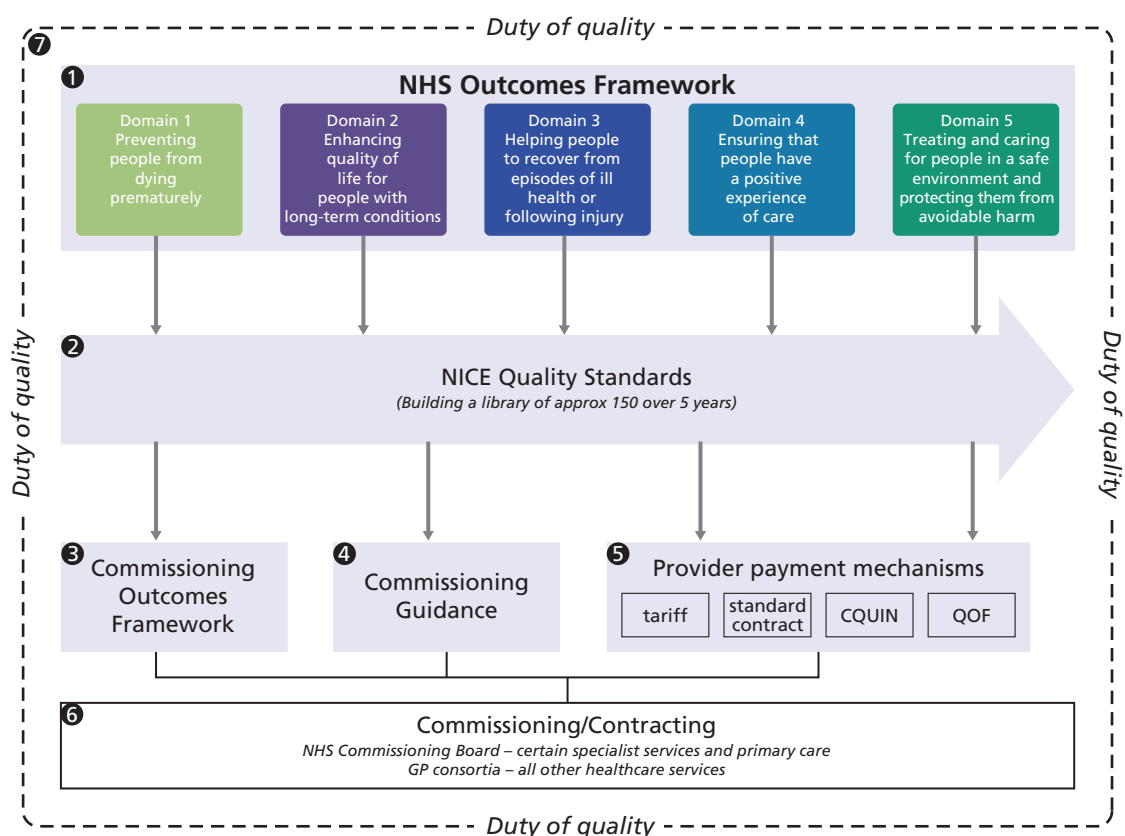 Duty of quality
7
1
NHS Outcomes Framework
Domain 1
Preventing
people from
dying
prematurely
Domain 2
Enhancing
quality of
life for
people with
long-term conditions
Domain 3
Helping people
to recover from
episodes of ill
health or
following injury
Domain 4
Ensuring that
people have
a positive
experience
of care
Domain 5
Treating and caring
for people in a safe
environment and
protecting them from
avoidable harm
Duty of quality
Duty of quality
2
NICE Quality Standards
(Building a library of approx 150 over 5 years)
3
Commissioning
Outcomes
Framework
4
Commissioning
Guidance
5
Provider payment mechanisms
tariff
standard
contract
CQUIN
QOF
6
Commissioning/Contracting
NHS Commissioning Board – certain specialist services and primary care
GP consortia – all other healthcare services
Duty of quality